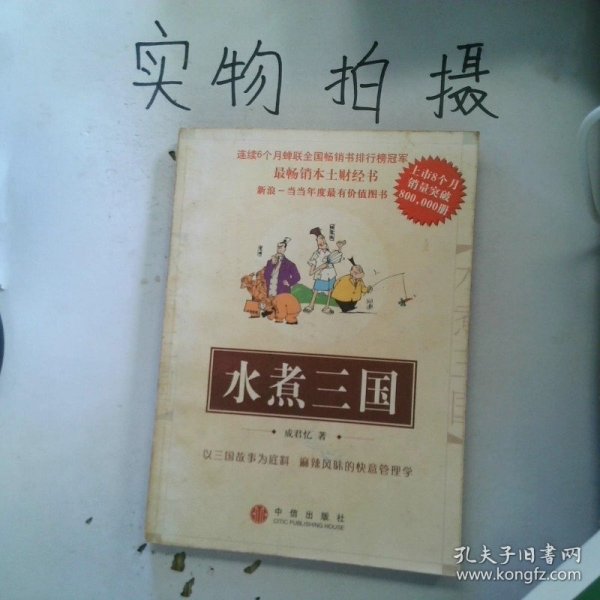 实物拍摄
连续6个月蝉联全国畅销书排行榜冠军
最畅销本土财经书
新浪－当当年度最有价值图书
上市8个月
销量突破
800,000册
水煮三国
成君忆 著
以三国故事为底料 麻辣风味的快意管理学
中信出版社
CITIC PUBLISHING HOUSE
孔夫子旧书网
www.kongfz.com